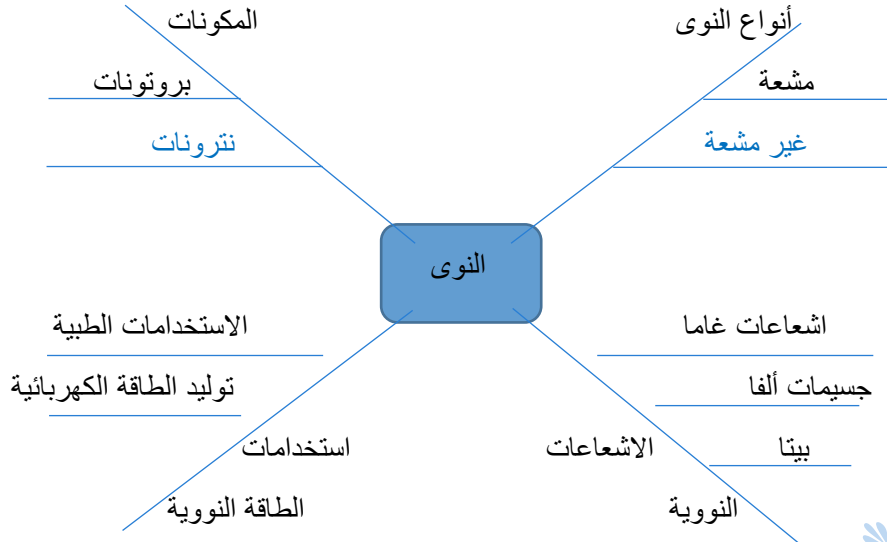 أنواع النوى
مشعة
غير مشعة
المكونات
بروتونات
نترونات
النوى
اشعاعات غاما
جسيمات ألفا
بيتا
الاشعاعات
النووية
الاستخدامات الطبية
توليد الطاقة الكهربائية
استخدامات
الطاقة النووية